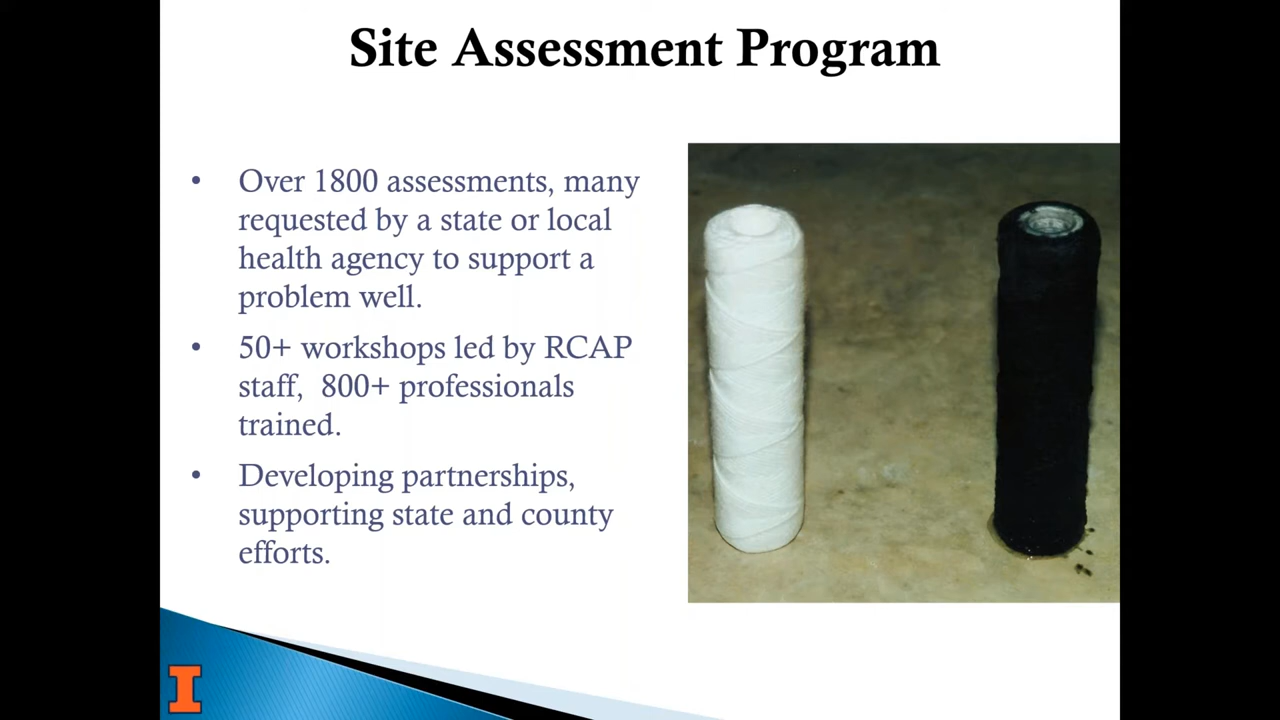 Site Assessment Program
• Over 1800 assessments, many
requested by a state or local
health agency to support a
problem well.
• 50+ workshops led by RCAP
staff,  800+ professionals
trained.
• Developing partnerships,
supporting state and county
efforts.
I